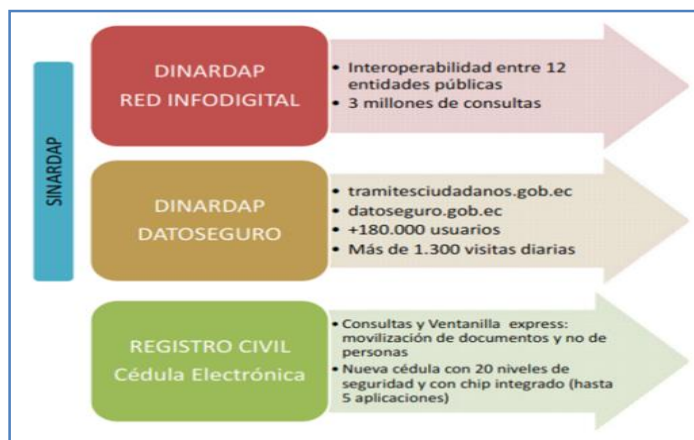 SINARDAP
DINARDAP
RED INFODIGITAL
• Interoperabilidad entre 12
entidades públicas
• 3 millones de consultas
DINARDAP
DATOSEGURO
• tramitesciudadanos.gob.ec
• datoseguro.gob.ec
• +180.000 usuarios
• Más de 1.300 visitas diarias
REGISTRO CIVIL
Cédula Electrónica
• Consultas y Ventanilla express:
movilización de documentos y no de
personas
• Nueva cédula con 20 niveles de
seguridad y con chip integrado (hasta
5 aplicaciones)